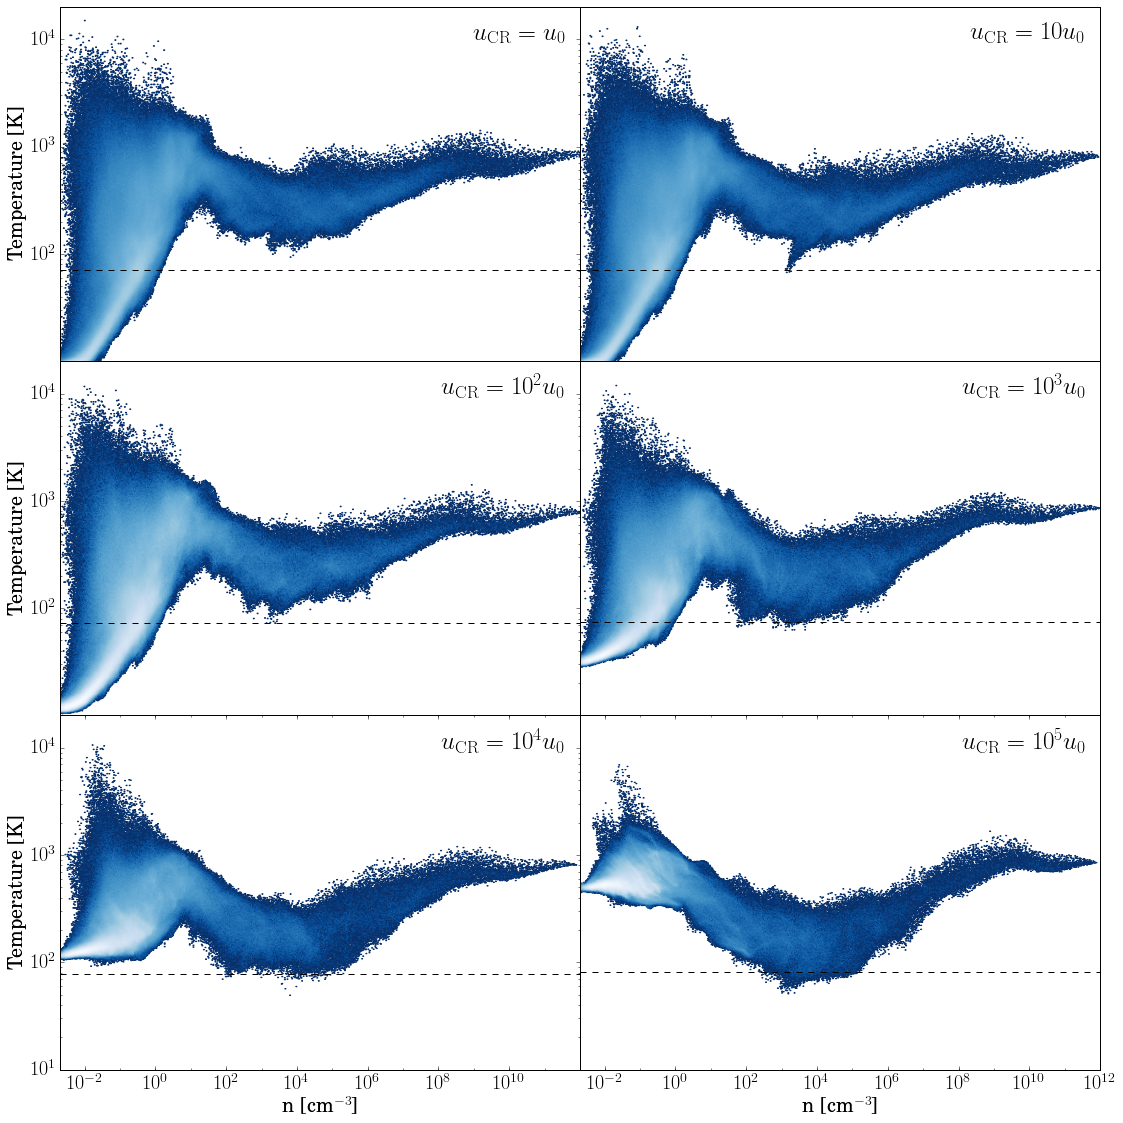 u_CR = u_0
u_CR = 10u_0
10^4
10^3
10^2
Temperature [K]
u_CR = 10^2 u_0
u_CR = 10^3 u_0
10^4
10^3
10^2
Temperature [K]
u_CR = 10^4 u_0
u_CR = 10^5 u_0
10^4
10^3
10^2
10^1
Temperature [K]
10^−2 10^0 10^2 10^4 10^6 10^8 10^10
10^−2 10^0 10^2 10^4 10^6 10^8 10^10 10^12
n [cm^−3]
n [cm^−3]